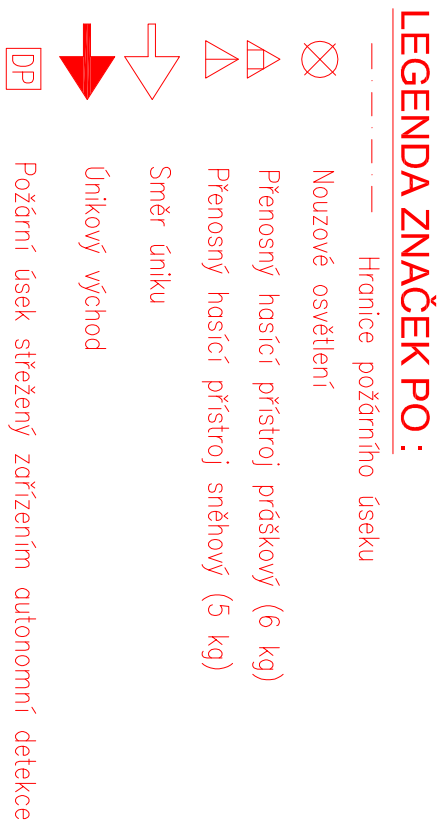 LEGENDA ZNAČEK PO :
Hranice požárního úseku
Nouzové osvětlení
Přenosný hasící přístroj práškový (6 kg)
Přenosný hasící přístroj sněhový (5 kg)
Směr úniku
Únikový východ
DP Požární úsek střežený zařízením autonomní detekce